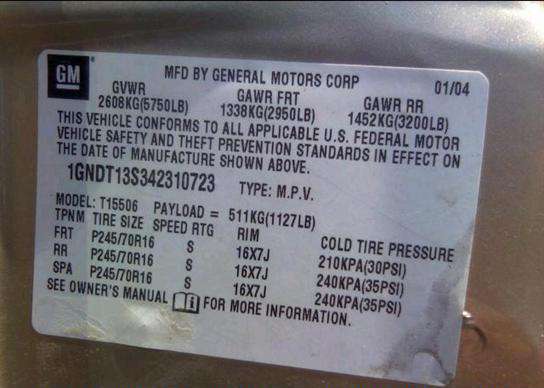 GM
MFD BY GENERAL MOTORS CORP 01/04
GVWR GAWR FRT GAWR RR
2608KG(5750LB) 1338KG(2950LB) 1452KG(3200LB)
THIS VEHICLE CONFORMS TO ALL APPLICABLE U.S. FEDERAL MOTOR
VEHICLE SAFETY AND THEFT PREVENTION STANDARDS IN EFFECT ON
THE DATE OF MANUFACTURE SHOWN ABOVE.
1GNDT13S342310723 TYPE: M.P.V.
MODEL: T15506 PAYLOAD = 511KG(1127LB)
TPNM TIRE SIZE SPEED RTG RIM COLD TIRE PRESSURE
FRT P245/70R16 S 16X7J 210KPA(30PSI)
RR P245/70R16 S 16X7J 240KPA(35PSI)
SPA P245/70R16 S 16X7J 240KPA(35PSI)
SEE OWNER'S MANUAL i FOR MORE INFORMATION.